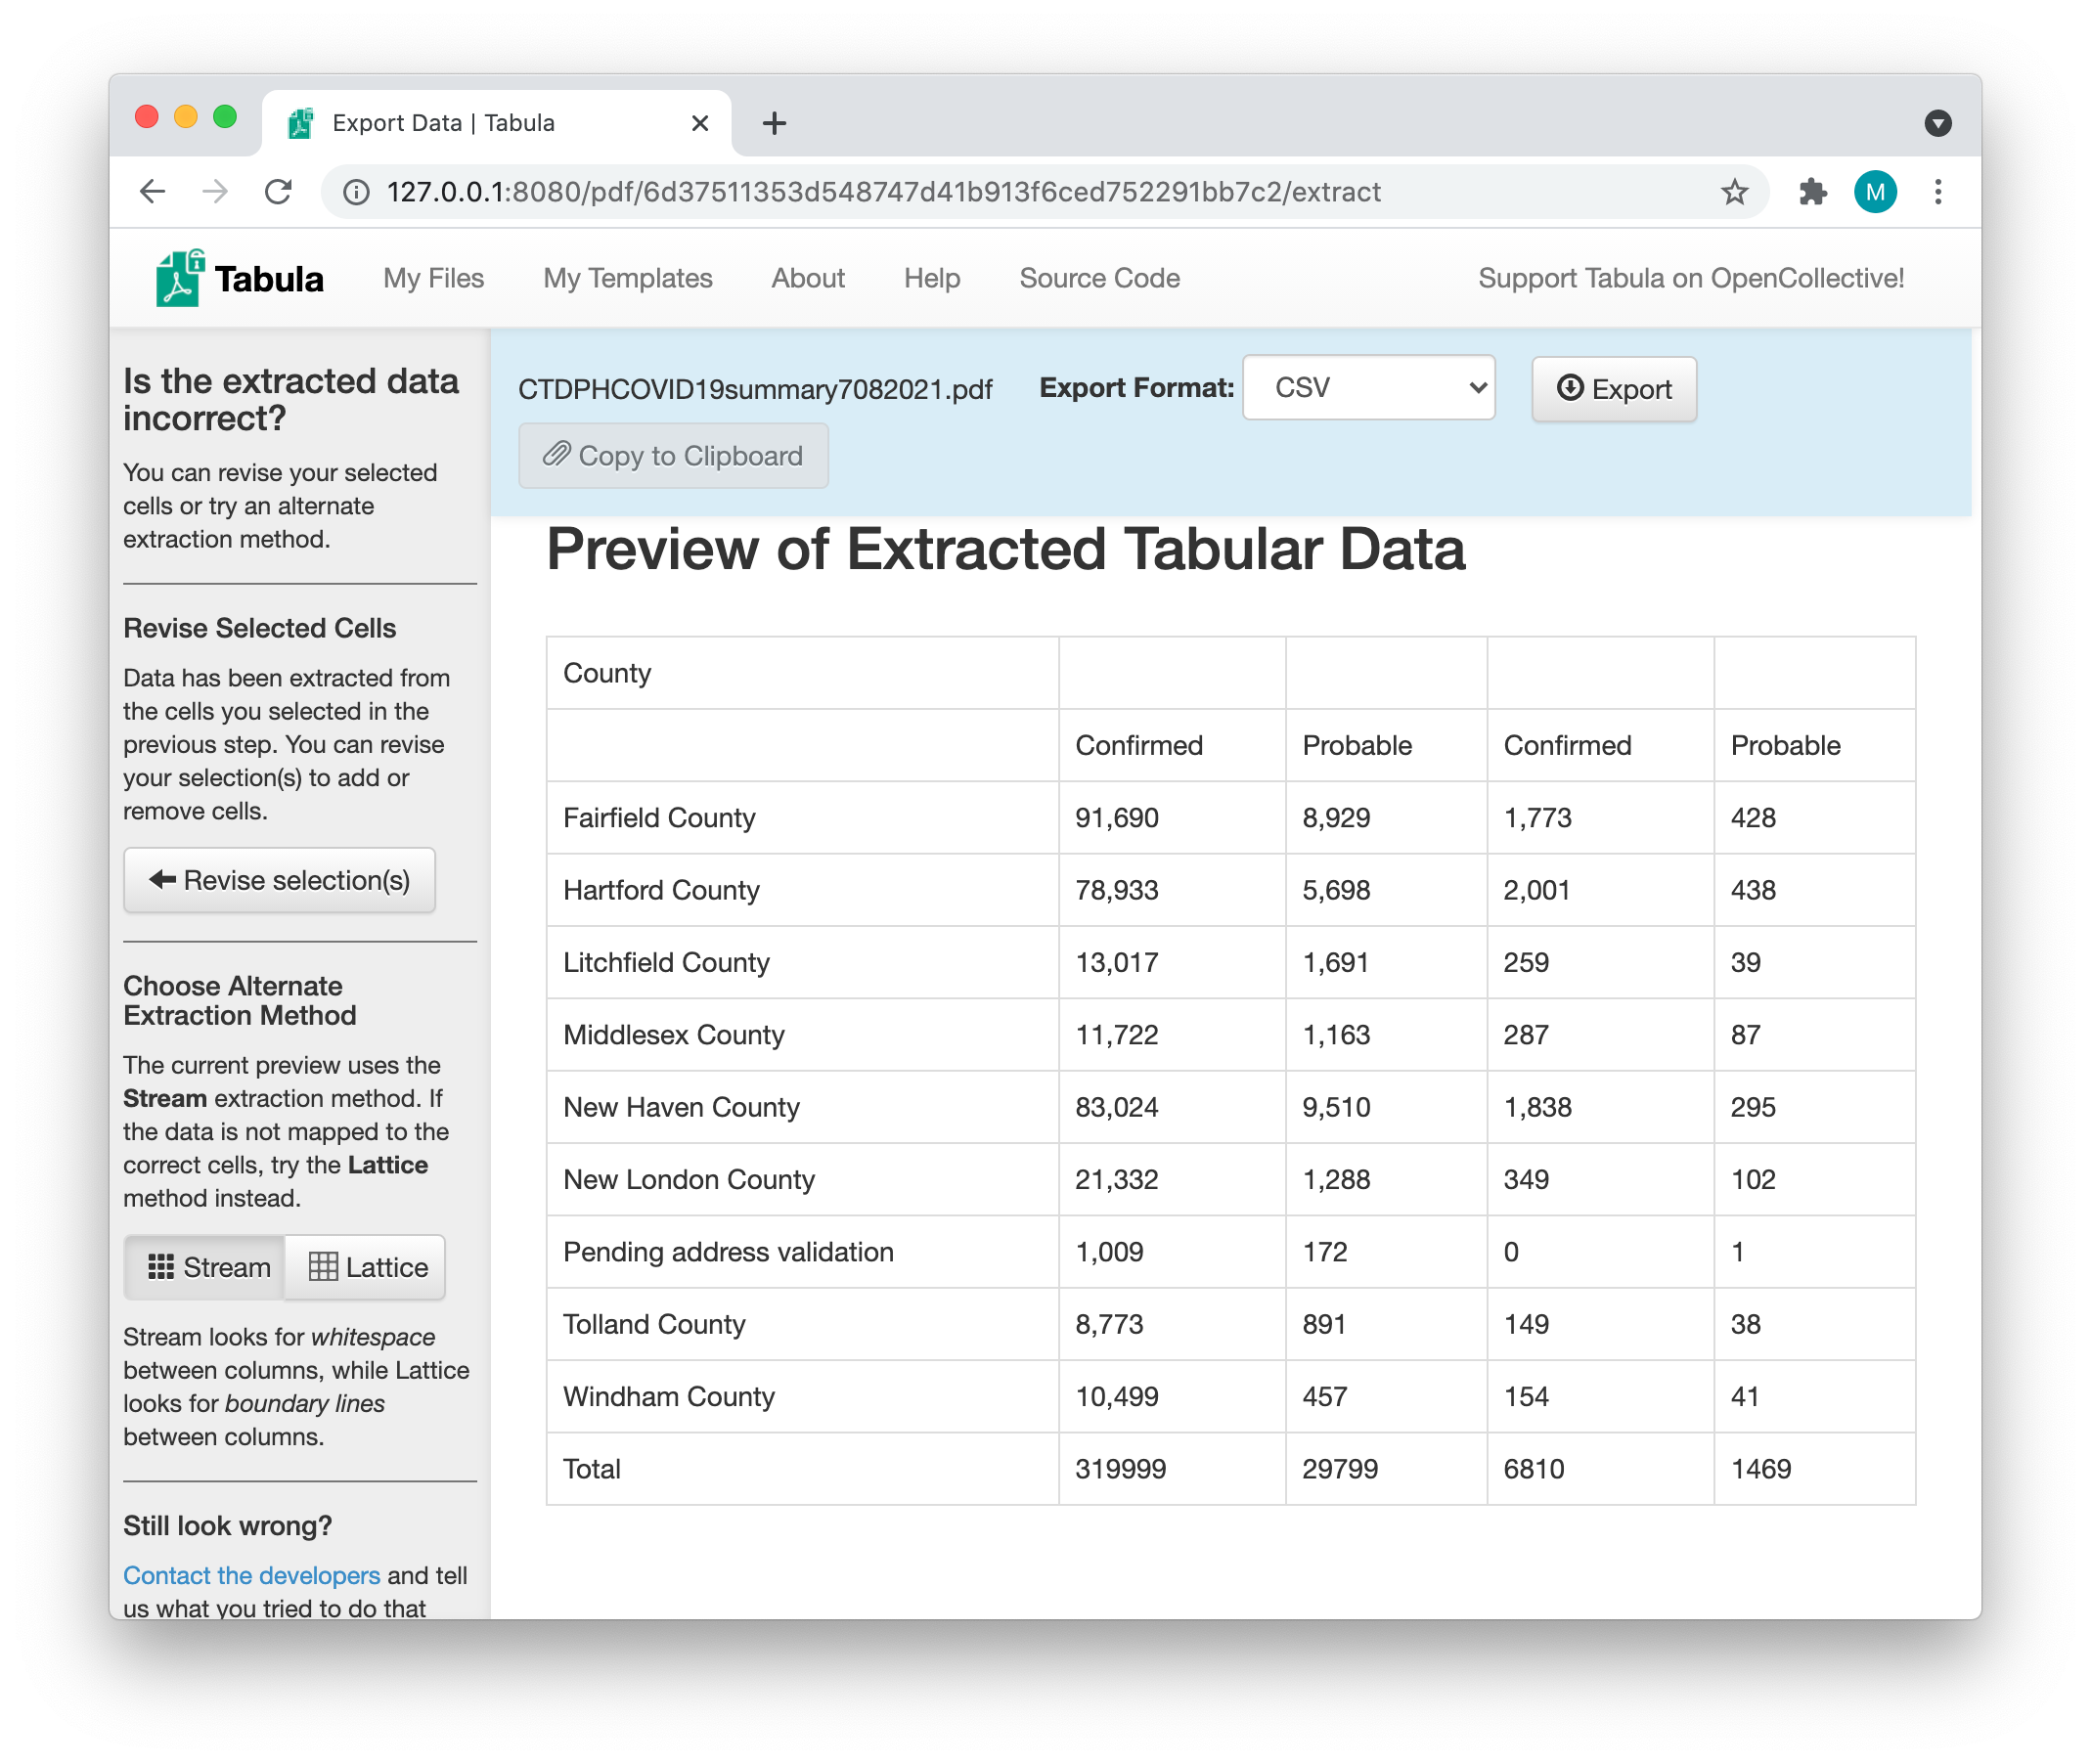 Export Data | Tabula
127.0.0.1:8080/pdf/6d37511353d548747d41b913f6ced752291bb7c2/extract
M
Tabula My Files My Templates About Help Source Code Support Tabula on OpenCollective!
Is the extracted data
incorrect?
You can revise your selected
cells or try an alternate
extraction method.
Revise Selected Cells
Data has been extracted from
the cells you selected in the
previous step. You can revise
your selection(s) to add or
remove cells.
Revise selection(s)
Choose Alternate
Extraction Method
The current preview uses the
Stream extraction method. If
the data is not mapped to the
correct cells, try the Lattice
method instead.
Stream Lattice
Stream looks for whitespace
between columns, while Lattice
looks for boundary lines
between columns.
Still look wrong?
Contact the developers and tell
us what you tried to do that
CTDPHCOVID19summary7082021.pdf Export Format: CSV Export
Copy to Clipboard
Preview of Extracted Tabular Data
County
Confirmed Probable Confirmed Probable
Fairfield County 91,690 8,929 1,773 428
Hartford County 78,933 5,698 2,001 438
Litchfield County 13,017 1,691 259 39
Middlesex County 11,722 1,163 287 87
New Haven County 83,024 9,510 1,838 295
New London County 21,332 1,288 349 102
Pending address validation 1,009 172 0 1
Tolland County 8,773 891 149 38
Windham County 10,499 457 154 41
Total 319999 29799 6810 1469